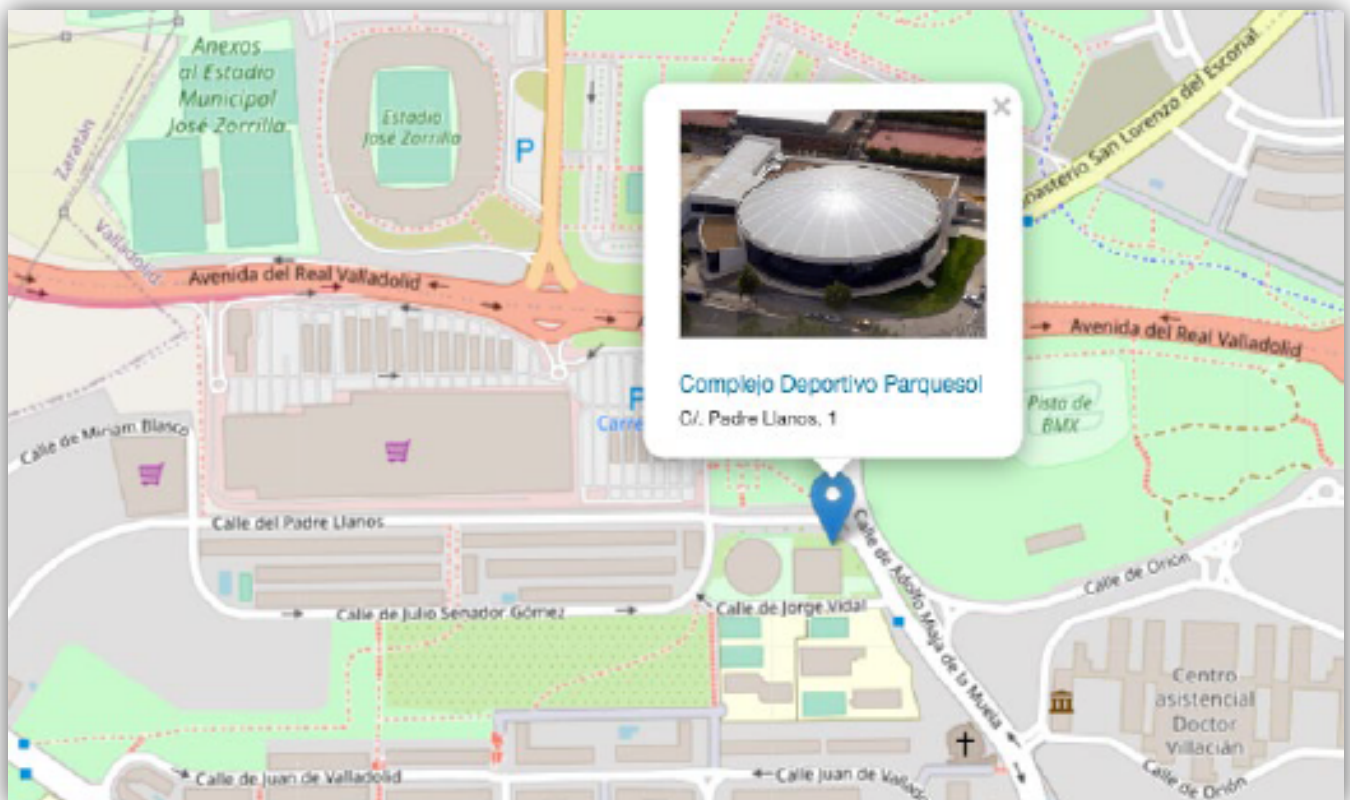 Anexos
al Estadio
Municipal
José Zorrilla
Estadio
José Zorrilla
P
Zaratán
Valladolid
Avenida del Real Valladolid
nasterio San Lorenzo del Escorial
×
Complejo Deportivo Parquesol
C/. Padre Llanos, 1
Avenida del Real Valladolid
Pista de
BMX
P
Carre
Calle de Miriam Blasco
Calle del Padre Llanos
Calle de Adolfo Miaja de la Muela
Calle de Orión
Calle de Julio Senador Gómez
Calle de Jorge Vidal
Centro
asistencial
Doctor
Villacián
Calle de Juan de Valladolid
Calle Juan de Vallado
Calle de Orión